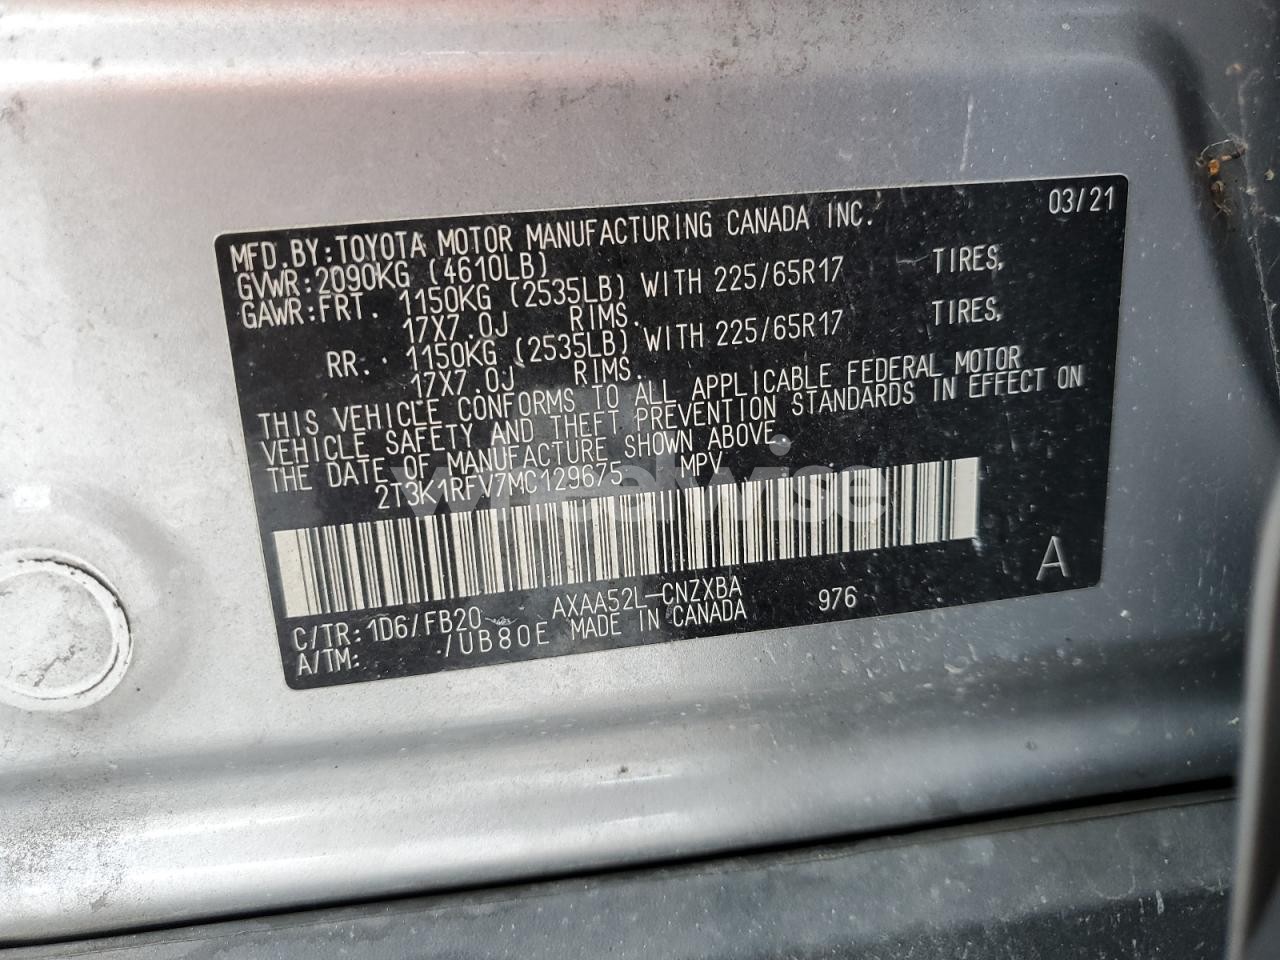 MFD.BY:TOYOTA MOTOR MANUFACTURING CANADA INC. 03/21
GVWR:2090KG (4610LB)
GAWR:FRT. 1150KG (2535LB) WITH 225/65R17 TIRES,
17X7.0J RIMS.
RR. 1150KG (2535LB) WITH 225/65R17 TIRES,
17X7.0J RIMS.
THIS VEHICLE CONFORMS TO ALL APPLICABLE FEDERAL MOTOR
VEHICLE SAFETY AND THEFT PREVENTION STANDARDS IN EFFECT ON
THE DATE OF MANUFACTURE SHOWN ABOVE.
2T3K1RFV7MC129675 MPV
wheelwise
A
C/TR:1D6/FB20 AXAA52L-CNZXBA 976
A/TM: /UB80E MADE IN CANADA